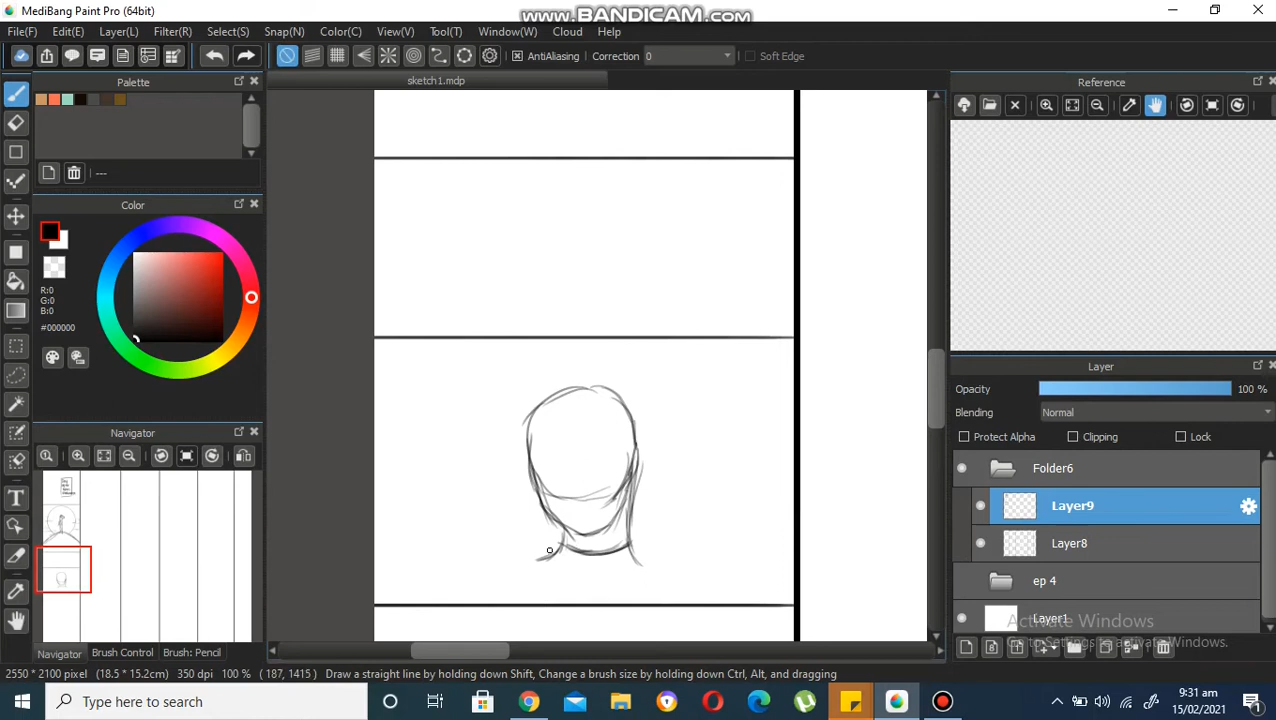 MediBang Paint Pro (64bit)
www.BANDICAM.com
File(F) Edit(E) Layer(L) Filter(R) Select(S) Snap(N) Color(C) View(V) Tool(T) Window(W) Cloud Help
AntiAliasing Correction 0 Soft Edge
Palette
sketch1.mdp
Reference
---
Color
R:0
G:0
B:0
#000000
Layer
Opacity 100 %
Blending Normal
Protect Alpha Clipping Lock
Navigator
Folder6
Layer9
Layer8
ep 4
Layer1
Activate Windows
Go to Settings to activate Windows.
Navigator Brush Control Brush: Pencil
2550 * 2100 pixel (18.5 * 15.2cm) 350 dpi 100 % (187, 1415) Draw a straight line by holding down Shift, Change a brush size by holding down Ctrl, Alt, and dragging
Type here to search
9:31 am
15/02/2021
1